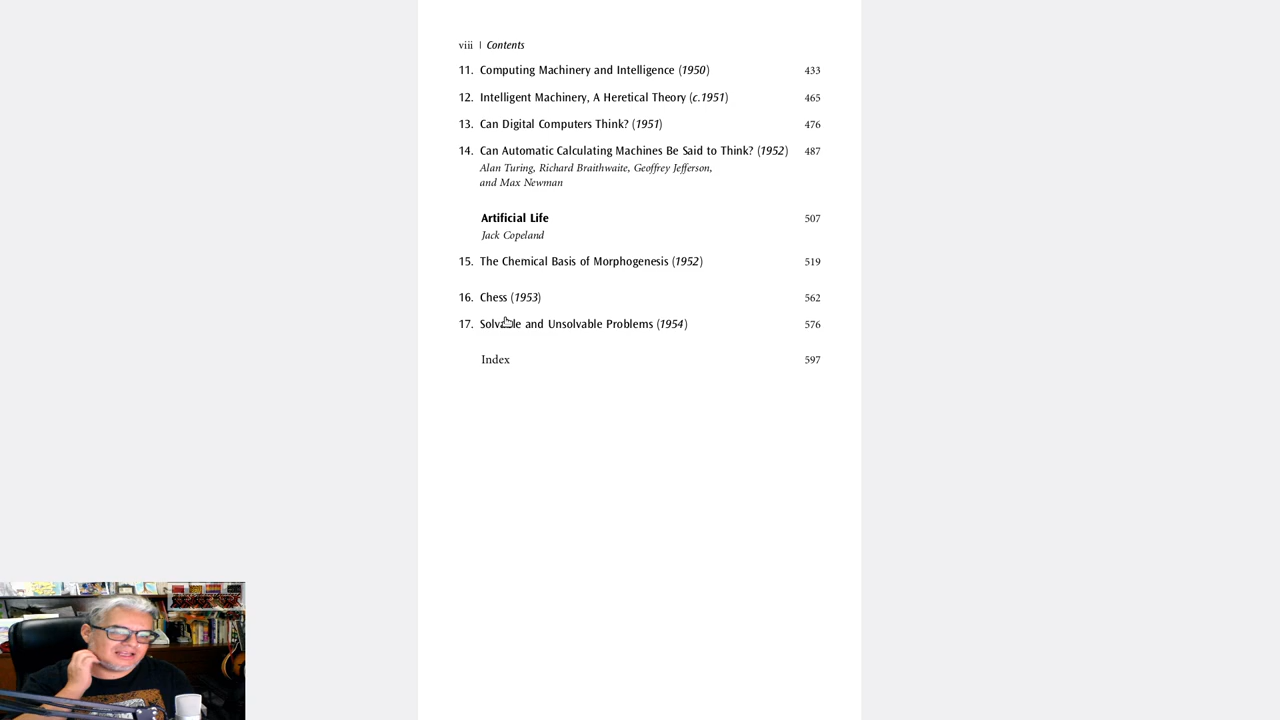 viii | Contents
11. Computing Machinery and Intelligence (1950) 433
12. Intelligent Machinery, A Heretical Theory (c.1951) 465
13. Can Digital Computers Think? (1951) 476
14. Can Automatic Calculating Machines Be Said to Think? (1952) 487
Alan Turing, Richard Braithwaite, Geoffrey Jefferson,
and Max Newman
Artificial Life 507
Jack Copeland
15. The Chemical Basis of Morphogenesis (1952) 519
16. Chess (1953) 562
17. Solvable and Unsolvable Problems (1954) 576
Index 597